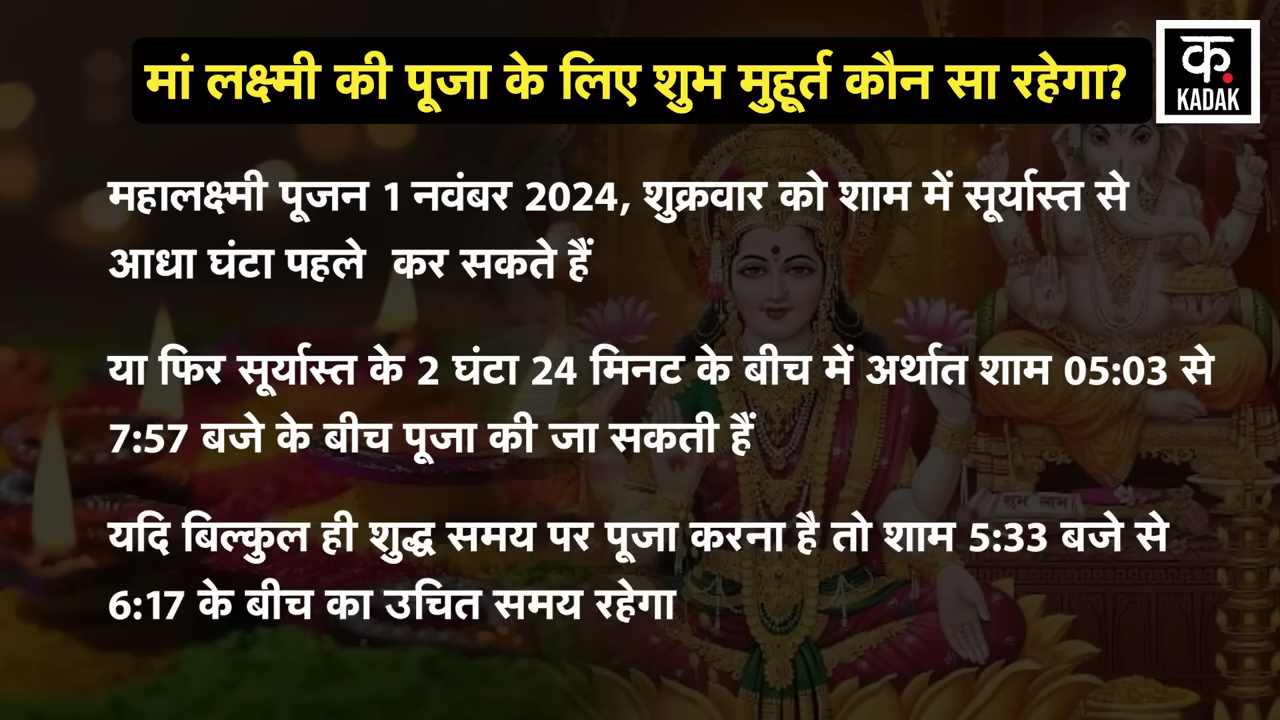 मां लक्ष्मी की पूजा के लिए शुभ मुहूर्त कौन सा रहेगा?
क
KADAK
महालक्ष्मी पूजन 1 नवंबर 2024, शुक्रवार को शाम में सूर्यास्त से
आधा घंटा पहले कर सकते हैं
या फिर सूर्यास्त के 2 घंटा 24 मिनट के बीच में अर्थात शाम 05:03 से
7:57 बजे के बीच पूजा की जा सकती हैं
शुभ लाभ
यदि बिल्कुल ही शुद्ध समय पर पूजा करना है तो शाम 5:33 बजे से
6:17 के बीच का उचित समय रहेगा